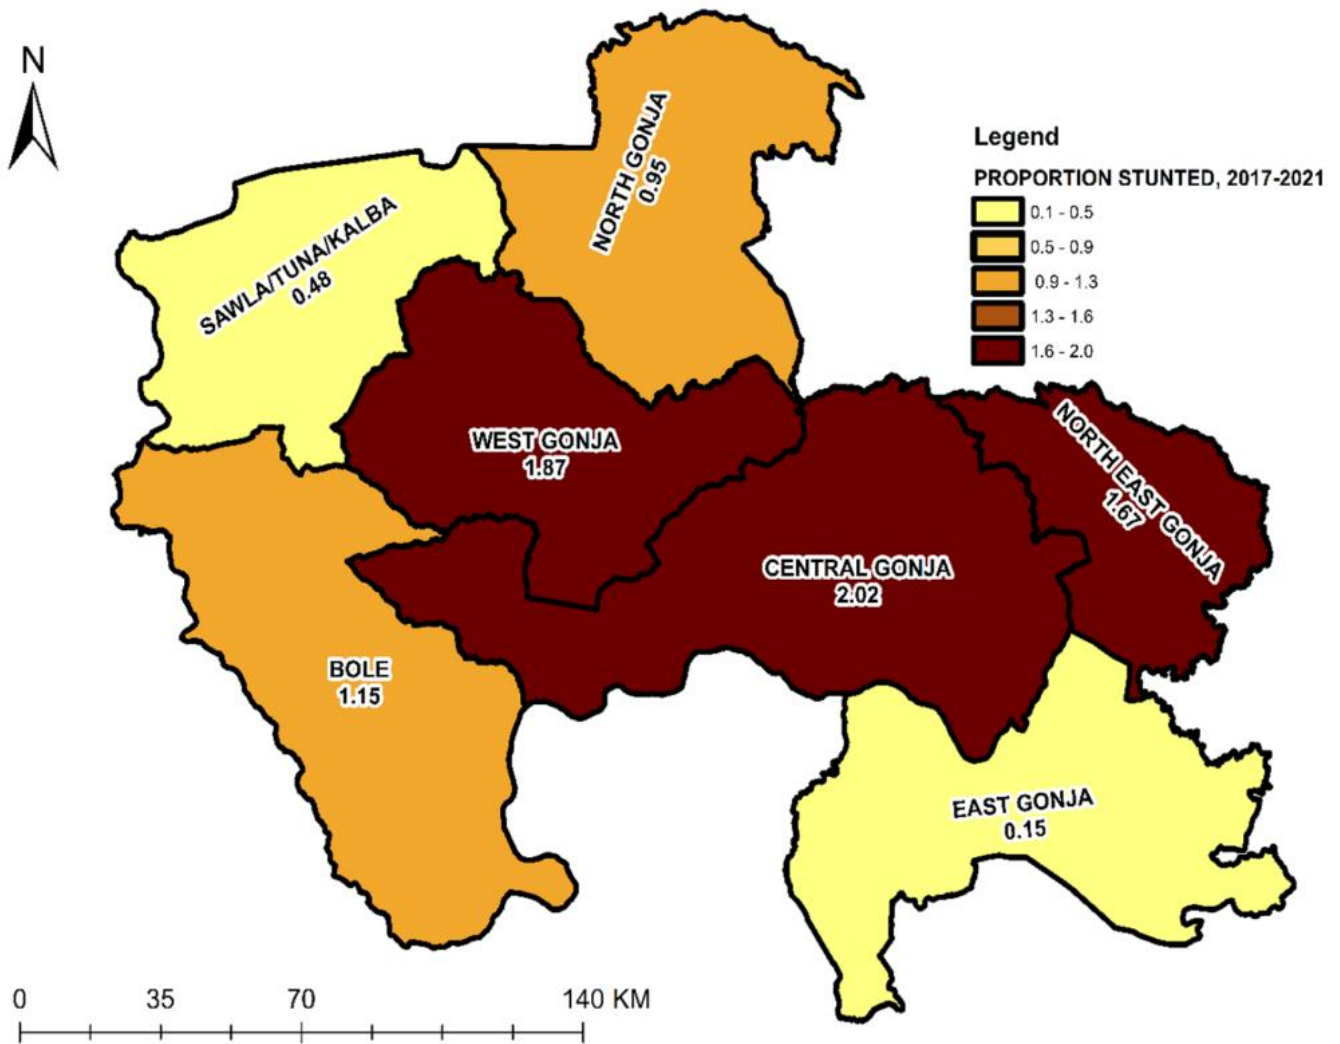 N
NORTH GONJA
0.95
Legend
PROPORTION STUNTED, 2017-2021
0.1 - 0.5
0.5 - 0.9
0.9 - 1.3
1.3 - 1.6
1.6 - 2.0
SAWLA/TUNA/KALBA
0.48
WEST GONJA
1.87
NORTH EAST GONJA
1.67
CENTRAL GONJA
2.02
BOLE
1.15
EAST GONJA
0.15
0 35 70 140 KM